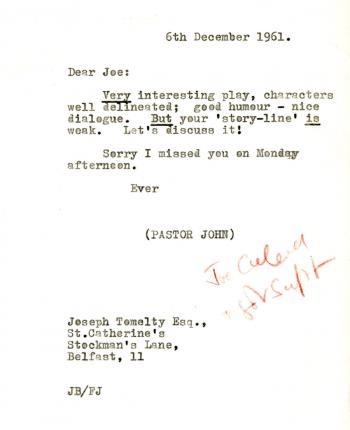 6th December 1961.
Dear Joe:
Very interesting play, characters
well delineated; good humour - nice
dialogue. But your 'story-line' is
weak. Let's discuss it!
Sorry I missed you on Monday
afternoon.
Ever
(PASTOR JOHN)
Joe
Joseph Tomelty Esq.,
St.Catherine's
Stockman's Lane,
Belfast, 11
JB/FJ